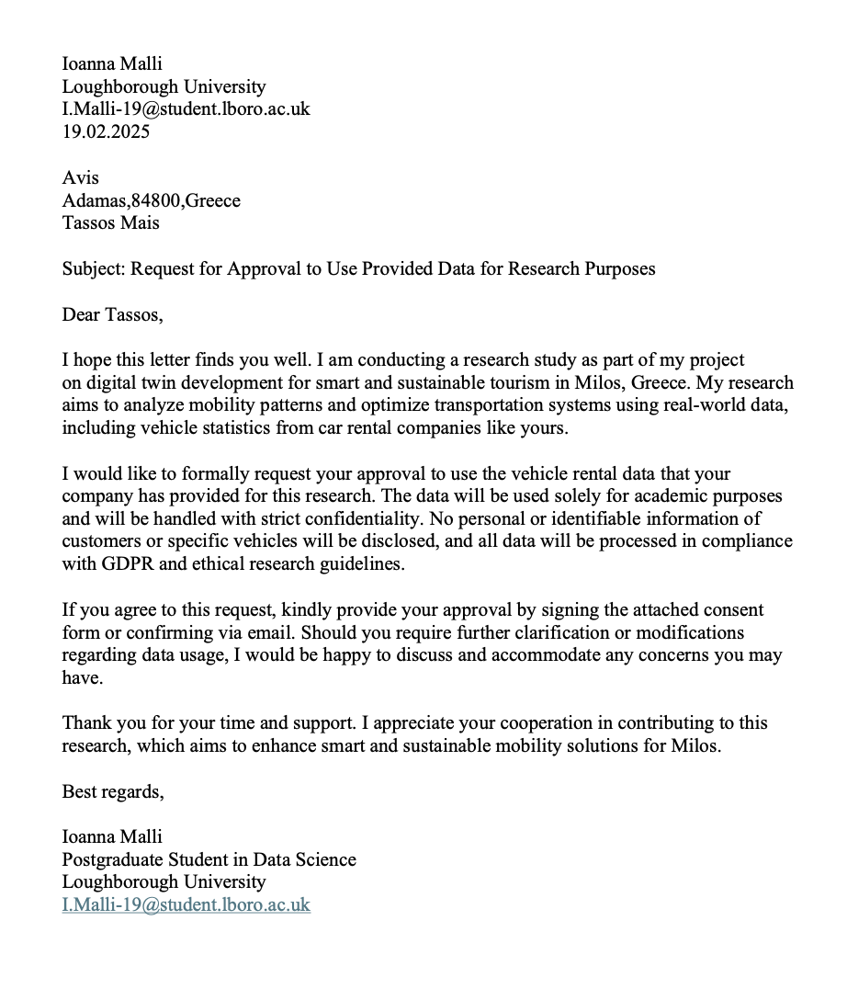 Ioanna Malli
Loughborough University
I.Malli-19@student.lboro.ac.uk
19.02.2025
Avis
Adamas,84800,Greece
Tassos Mais
Subject: Request for Approval to Use Provided Data for Research Purposes
Dear Tassos,
I hope this letter finds you well. I am conducting a research study as part of my project
on digital twin development for smart and sustainable tourism in Milos, Greece. My research
aims to analyze mobility patterns and optimize transportation systems using real-world data,
including vehicle statistics from car rental companies like yours.
I would like to formally request your approval to use the vehicle rental data that your
company has provided for this research. The data will be used solely for academic purposes
and will be handled with strict confidentiality. No personal or identifiable information of
customers or specific vehicles will be disclosed, and all data will be processed in compliance
with GDPR and ethical research guidelines.
If you agree to this request, kindly provide your approval by signing the attached consent
form or confirming via email. Should you require further clarification or modifications
regarding data usage, I would be happy to discuss and accommodate any concerns you may
have.
Thank you for your time and support. I appreciate your cooperation in contributing to this
research, which aims to enhance smart and sustainable mobility solutions for Milos.
Best regards,
Ioanna Malli
Postgraduate Student in Data Science
Loughborough University
I.Malli-19@student.lboro.ac.uk